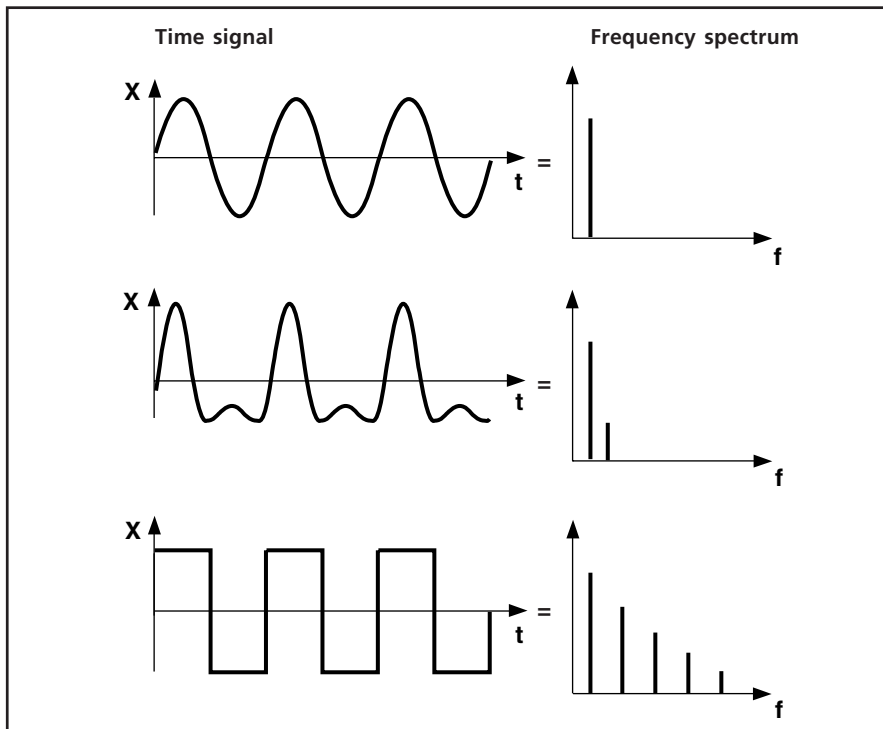 Time signal
Frequency spectrum
X
t
=
f
X
t
=
f
X
t
=
f